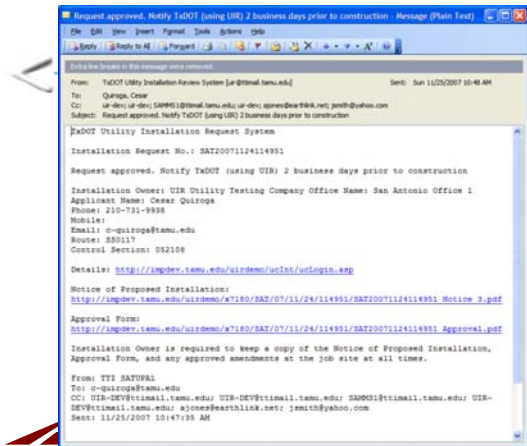 Request approved. Notify TxDOT (using UIR) 2 business days prior to construction - Message (Plain Text)
File Edit View Insert Format Tools Actions Help
Reply Reply to All Forward
Extra line breaks in this message were removed.
From: TxDOT Utility Installation Review System [uir@ttimail.tamu.edu] Sent: Sun 11/25/2007 10:48 AM
To: Quiroga, Cesar
Cc: uir-dev; uir-dev; SAMMS1@ttimail.tamu.edu; uir-dev; ajones@earthlink.net; jsmith@yahoo.com
Subject: Request approved. Notify TxDOT (using UIR) 2 business days prior to construction
TxDOT Utility Installation Request System
Installation Request No.: SAT20071124114951
Request approved. Notify TxDOT (using UIR) 2 business days prior to construction
Installation Owner: UIR Utility Testing Company Office Name: San Antonio Office 1
Applicant Name: Cesar Quiroga
Phone: 210-731-9938
Mobile:
Email: c-quiroga@tamu.edu
Route: SS0117
Control Section: 052108
Details: http://impdev.tamu.edu/uirdemo/ucInt/ucLogin.asp
Notice of Proposed Installation:
http://impdev.tamu.edu/uirdemo/x7180/SAT/07/11/24/114951/SAT20071124114951 Notice 3.pdf
Approval Form:
http://impdev.tamu.edu/uirdemo/x7180/SAT/07/11/24/114951/SAT20071124114951 Approval.pdf
Installation Owner is required to keep a copy of the Notice of Proposed Installation,
Approval Form, and any approved amendments at the job site at all times.
From: TTI SATUPA1
To: c-quiroga@tamu.edu
CC: UIR-DEV@ttimail.tamu.edu; UIR-DEV@ttimail.tamu.edu; SAMMS1@ttimail.tamu.edu; UIR-
DEV@ttimail.tamu.edu; ajones@earthlink.net; jsmith@yahoo.com
Sent: 11/25/2007 10:47:35 AM